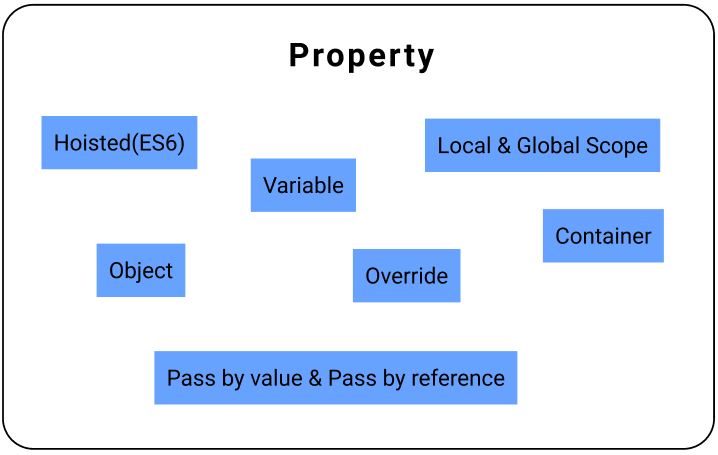 Property
Hoisted(ES6)
Local & Global Scope
Variable
Container
Object
Override
Pass by value & Pass by reference